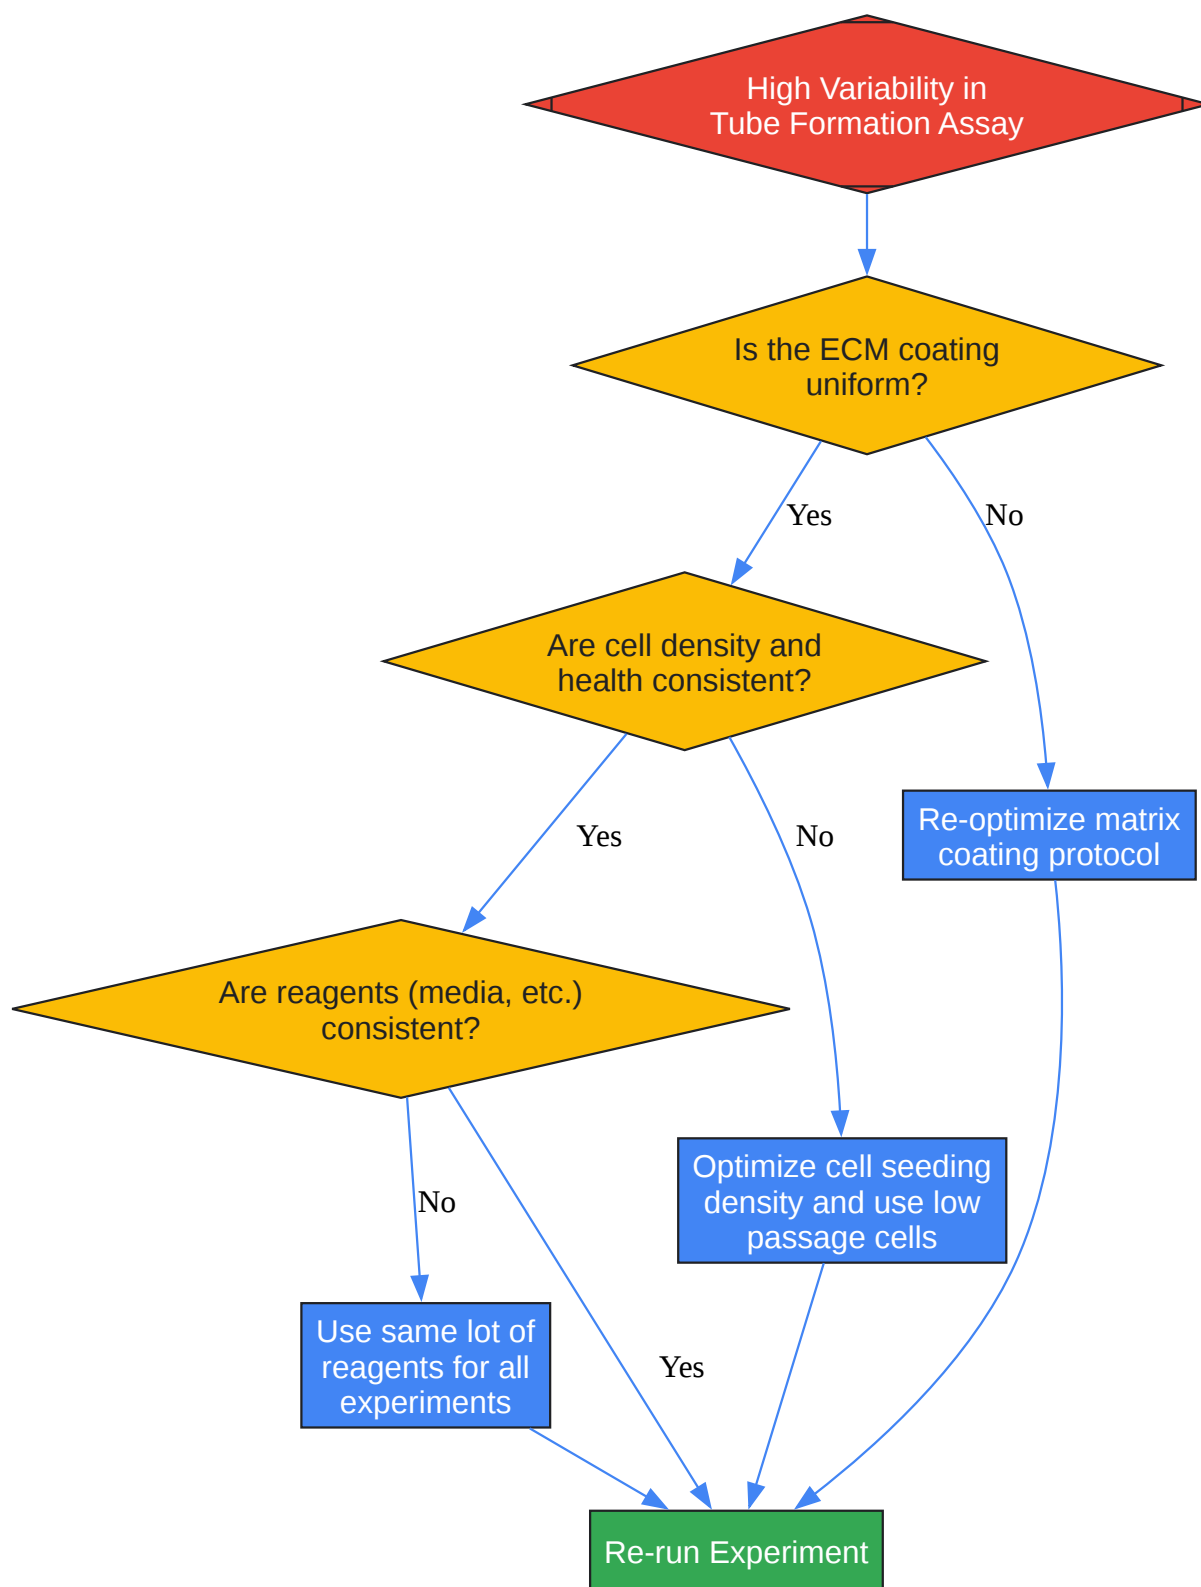 High Variability in
Tube Formation Assay
Is the ECM coating
uniform?
Yes
No
Are cell density and
health consistent?
Yes
No
Re-optimize matrix
coating protocol
Are reagents (media, etc.)
consistent?
No
Yes
Optimize cell seeding
density and use low
passage cells
Use same lot of
reagents for all
experiments
Re-run Experiment